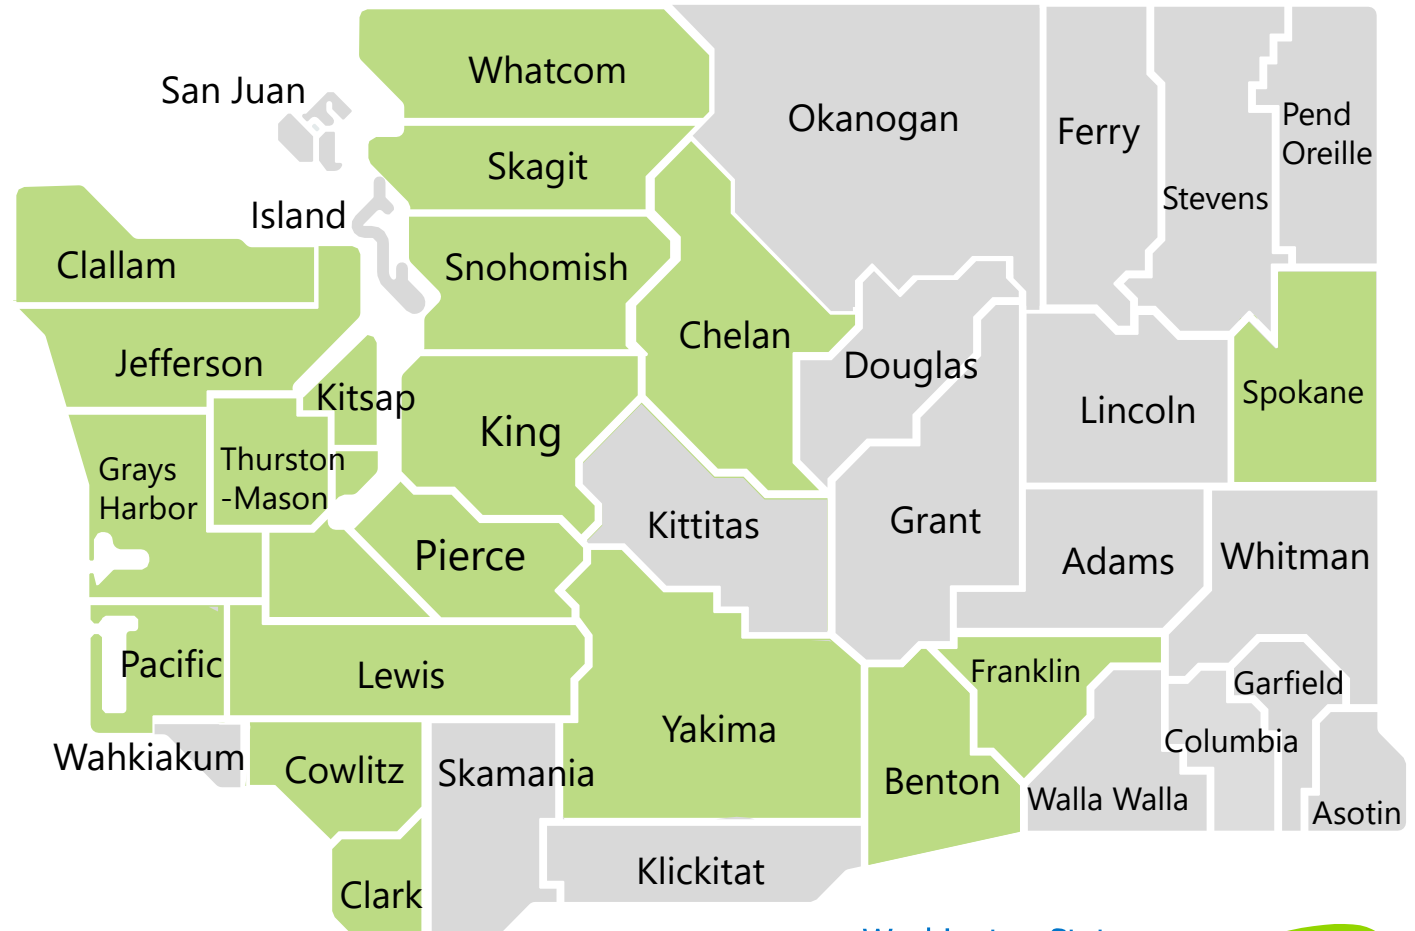 Whatcom
San Juan
Okanogan
Ferry
Pend
Oreille
Skagit
Stevens
Island
Clallam
Snohomish
Chelan
Jefferson
Douglas
Kitsap
Lincoln
Spokane
King
Grays
Harbor
Thurston
-Mason
Kittitas
Grant
Pierce
Adams
Whitman
Pacific
Lewis
Franklin
Garfield
Yakima
Columbia
Wahkiakum
Cowlitz
Skamania
Benton
Walla Walla
Asotin
Klickitat
Clark
Washington State